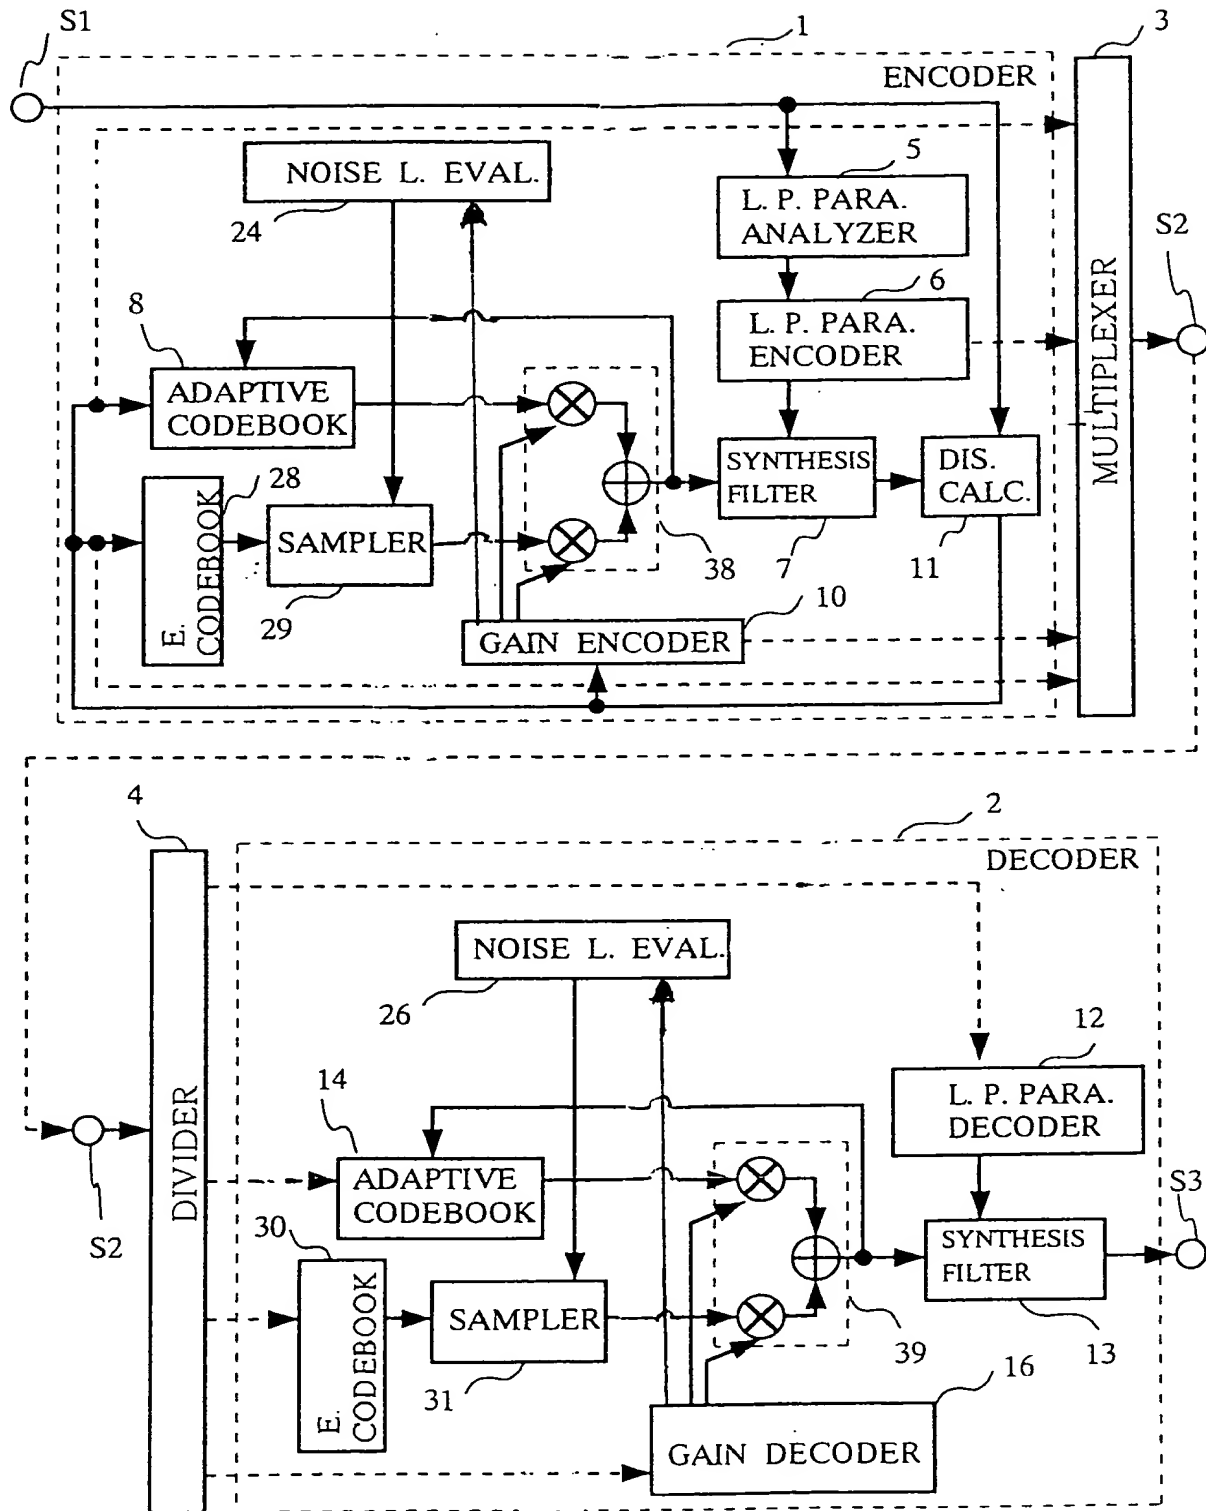 S1
1
3
ENCODER
NOISE L. EVAL.
24
5
L. P. PARA.
ANALYZER
S2
6
L. P. PARA.
ENCODER
MULTIPLEXER
8
ADAPTIVE
CODEBOOK
28
E.
CODEBOOK
SAMPLER
29
SYNTHESIS
FILTER
DIS.
CALC.
38
7
11
10
GAIN ENCODER
4
2
DECODER
NOISE L. EVAL.
26
12
L. P. PARA.
DECODER
DIVIDER
S2
14
ADAPTIVE
CODEBOOK
30
E.
CODEBOOK
SAMPLER
31
SYNTHESIS
FILTER
S3
39
13
16
GAIN DECODER